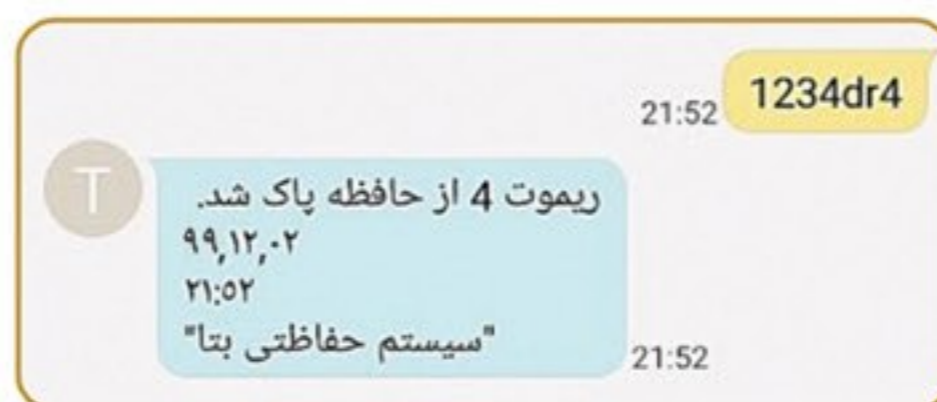 1234dr4
21:52
T
ریموت 4 از حافظه پاک شد.
۹۹,۱۲,۰۲
۲۱:۵۲
"سیستم حفاظتی بتا"
21:52